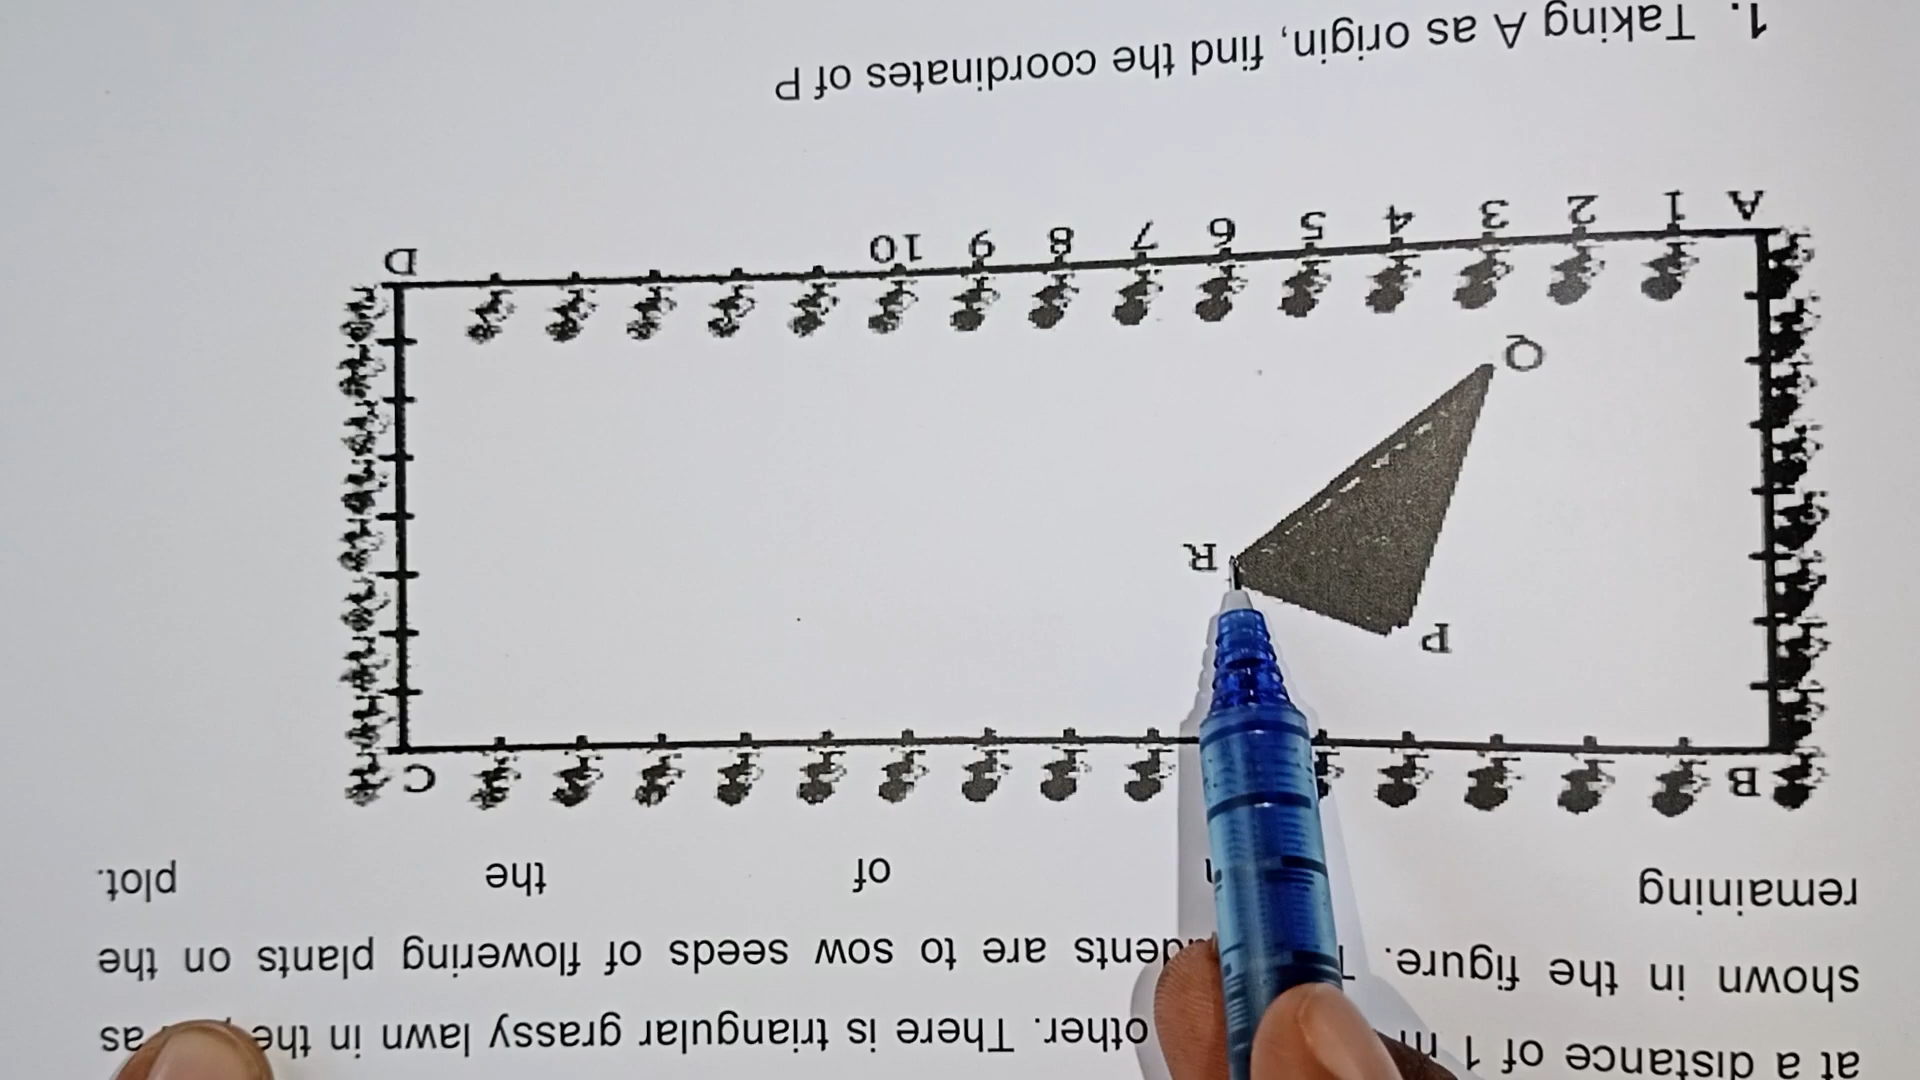 at a distance of 1 m other. There is triangular grassy lawn in the as
shown in the figure. are to sow seeds of flowering plants on the
remaining of the plot.
B C
P
R
Q
A 1 2 3 4 5 6 7 8 9 10 D
1. Taking A as origin, find the coordinates of P